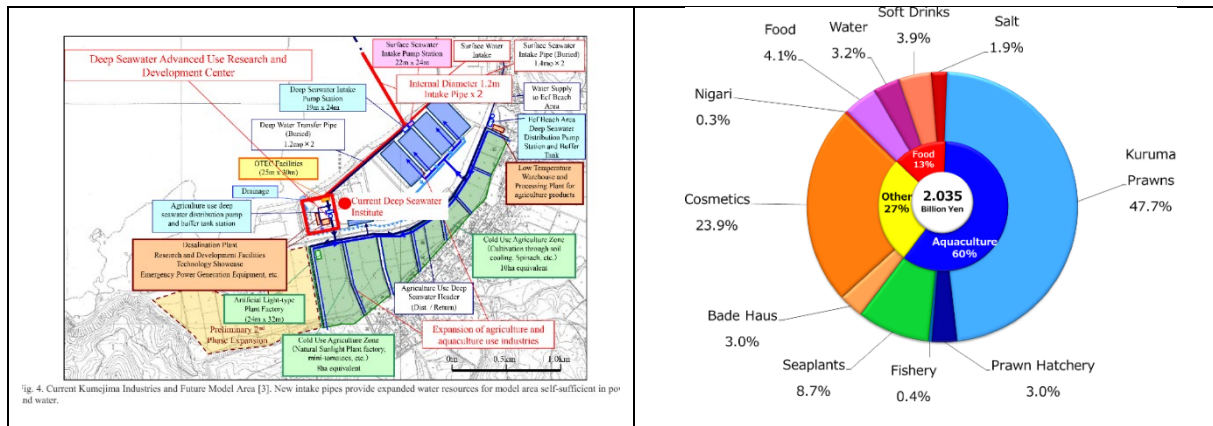 Deep Seawater Advanced Use Research and
Development Center
Surface Seawater
Intake Pump Station
22m x 24m
Surface Water
Intake
Surface Seawater
Intake Pipe (Buried)
1.4mφ×2
Deep Seawater Intake
Pump Station
19m x 24m
Internal Diameter 1.2m
Intake Pipe x 2
Water Supply
to Eef Beach
Area
Deep Water Transfer Pipe
(Buried)
1.2mφ×2
Eef Beach Area
Deep Seawater
Distribution Pump
Station and Buffer
Tank
OTEC Facilities
(25m x 30m)
Low Temperature
Warehouse and
Processing Plant for
agriculture products
Drainage
Current Deep Seawater
Institute
Agriculture use deep
seawater distribution pump
and buffer tank station
Desalination Plant
Research and Development Facilities
Technology Showcase
Emergency Power Generation Equipment, etc
Cold Use Agriculture Zone
(Cultivation through soil
cooling, Spinach, etc.)
10ha equivalent
Artificial Light-type
Plant Factory
(24m x 32m)
Agriculture Use Deep
Seawater Header
(Dist. / Return)
Preliminary 2nd
Phase Expansion
Expansion of agriculture and
aquaculture use industries
Cold Use Agriculture Zone
(Natural Sunlight Plant factory,
mini-tomatoes, etc.)
8ha equivalent
0m 0.5km 1.0km
ig. 4. Current Kumejima Industries and Future Model Area [3]. New intake pipes provide expanded water resources for model area self-sufficient in po
nd water.
Soft Drinks
3.9%
Salt
1.9%
Water
3.2%
Food
4.1%
Nigari
0.3%
Cosmetics
23.9%
Bade Haus
3.0%
Seaplants
8.7%
Fishery
0.4%
Prawn Hatchery
3.0%
Kuruma
Prawns
47.7%
Food
13%
Other
27%
2.035
Billion Yen
Aquaculture
60%